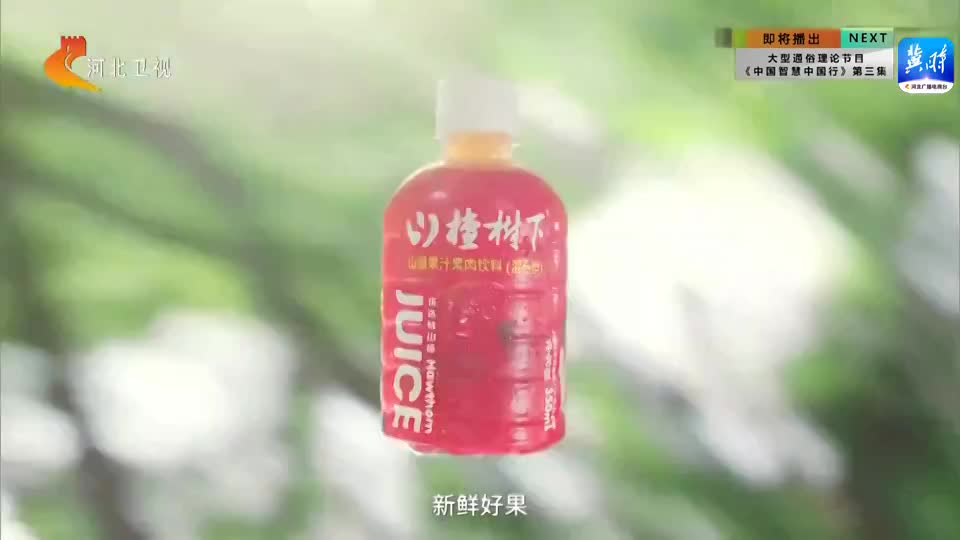 河北卫视
即将播出 NEXT
大型通俗理论节目
《中国智慧中国行》第三集
冀时
河北广播电视台
山楂树下
山楂果汁果肉饮料
JUICE
Hawthorn
350mL
新鲜好果